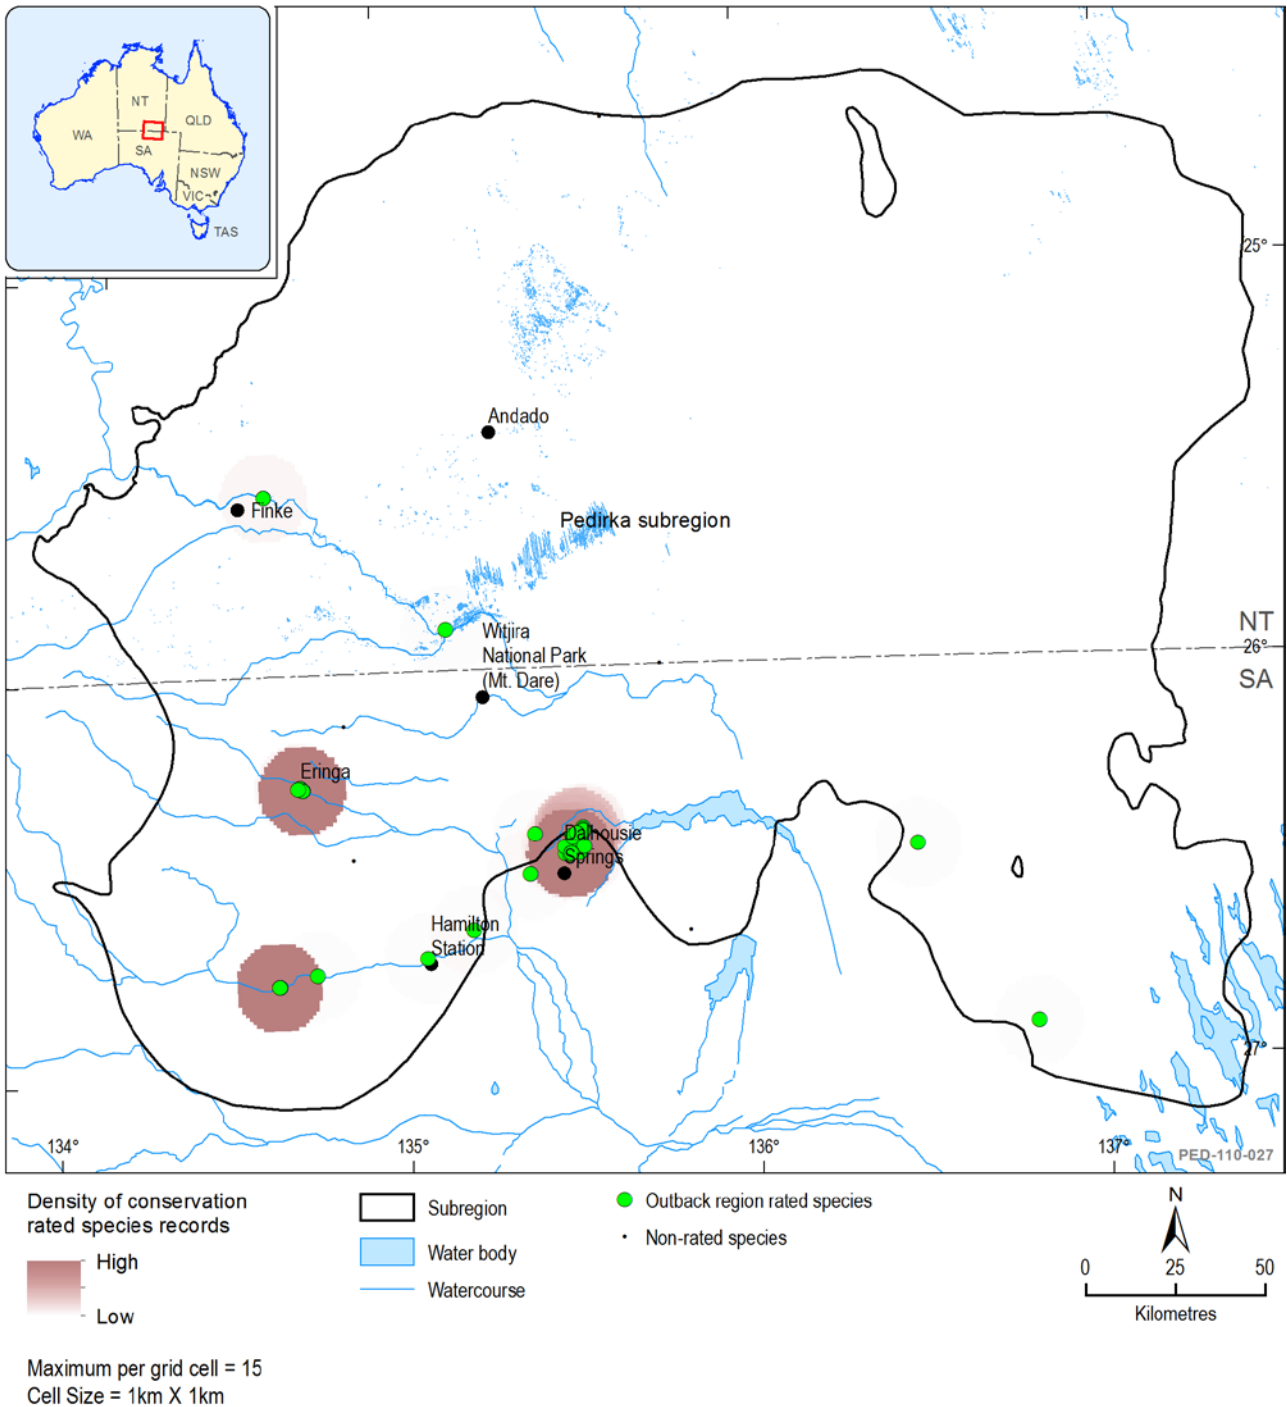 NT
QLD
WA
SA
NSW
VIC
TAS
25°
Andado
Finke
Pedirka subregion
Witjira
National Park
(Mt. Dare)
NT
26°
SA
Eringa
Dalhousie
Springs
Hamilton
Station
27°
134°
135°
136°
137°
PED-110-027
Density of conservation
rated species records
High
Low
Maximum per grid cell = 15
Cell Size = 1km X 1km
Subregion
Water body
Watercourse
Outback region rated species
Non-rated species
N
0 25 50
Kilometres